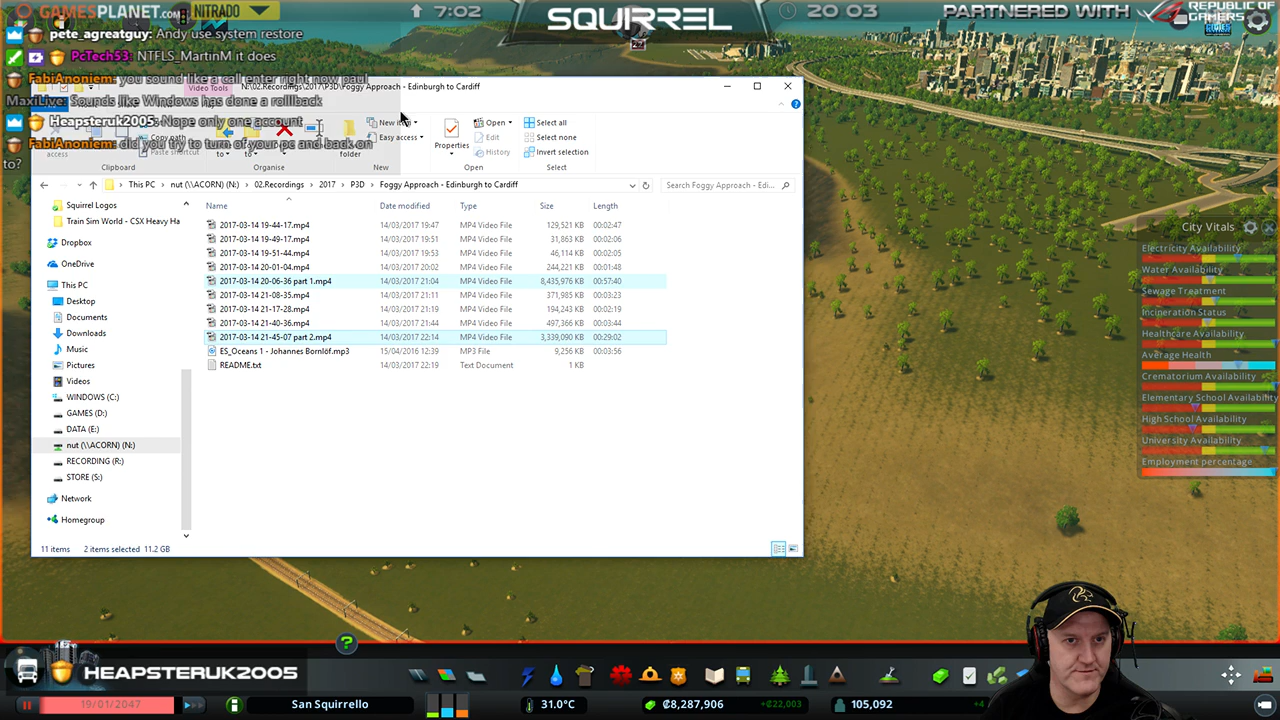 GAMESPLANET.COM NITRADO 7:02 SQUIRREL 20 03 PARTNERED WITH REPUBLIC OF GAMERS
pete_agreatguy: Andy use system restore
PcTech53: NTFLS_MartinM it does
FabiAnoniem: you sound like a call enter right now paul
MaxiLive: Sounds like Windows has done a rollback
Heapsteruk2005: Nope only one account
FabiAnoniem: did you try to turn of your pc and back on
to?
Video Tools N:\02.Recordings\2017\P3D\Foggy Approach - Edinburgh to Cardiff
New item Open Select all
Copy path Easy access Edit Select none
Paste shortcut History Invert selection
access to to folder Properties
Clipboard Organise New Open Select
This PC nut (\\ACORN) (N:) 02.Recordings 2017 P3D Foggy Approach - Edinburgh to Cardiff Search Foggy Approach - Edi...
Name Date modified Type Size Length
2017-03-14 19-44-17.mp4 14/03/2017 19:47 MP4 Video File 129,521 KB 00:02:47
2017-03-14 19-49-17.mp4 14/03/2017 19:51 MP4 Video File 31,863 KB 00:02:06
2017-03-14 19-51-44.mp4 14/03/2017 19:53 MP4 Video File 46,114 KB 00:02:05
2017-03-14 20-01-04.mp4 14/03/2017 20:02 MP4 Video File 244,221 KB 00:01:48
2017-03-14 20-06-36 part 1.mp4 14/03/2017 21:04 MP4 Video File 8,435,976 KB 00:57:40
2017-03-14 21-08-35.mp4 14/03/2017 21:11 MP4 Video File 371,985 KB 00:03:23
2017-03-14 21-17-28.mp4 14/03/2017 21:19 MP4 Video File 194,243 KB 00:02:19
2017-03-14 21-40-36.mp4 14/03/2017 21:44 MP4 Video File 497,366 KB 00:03:44
2017-03-14 21-45-07 part 2.mp4 14/03/2017 22:14 MP4 Video File 3,339,090 KB 00:29:02
ES_Oceans 1 - Johannes Bornlöf.mp3 15/04/2016 12:39 MP3 File 9,256 KB 00:03:56
README.txt 14/03/2017 22:19 Text Document 1 KB
Squirrel Logos
Train Sim World - CSX Heavy Ha
Dropbox
OneDrive
This PC
Desktop
Documents
Downloads
Music
Pictures
Videos
WINDOWS (C:)
GAMES (D:)
DATA (E:)
nut (\\ACORN) (N:)
RECORDING (R:)
STORE (S:)
Network
Homegroup
11 items 2 items selected 11.2 GB
City Vitals
Electricity Availability
Water Availability
Sewage Treatment
Incineration Status
Healthcare Availability
Average Health
Crematorium Availability
Elementary School Availability
High School Availability
University Availability
Employment percentage
?
HEAPSTERUK2005
19/01/2047 San Squirrello 31.0°C ₡8,287,906 +₡22,003 105,092 +4